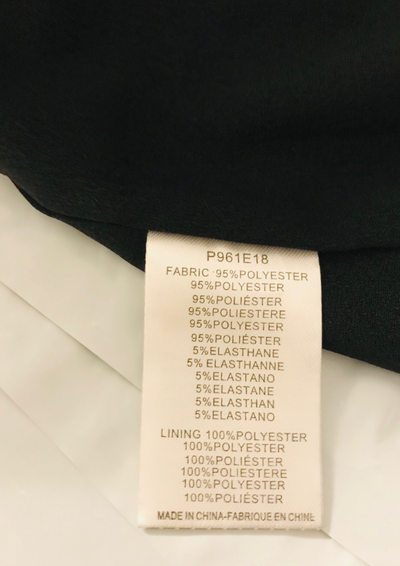 P961E18
FABRIC 95%POLYESTER
95%POLYESTER
95%POLIÉSTER
95%POLIESTERE
95%POLYESTER
95%POLIÉSTER
5%ELASTHANE
5% ELASTHANNE
5%ELASTANO
5%ELASTANE
5%ELASTHAN
5%ELASTANO
LINING 100%POLYESTER
100%POLYESTER
100%POLIÉSTER
100%POLIESTERE
100%POLYESTER
100%POLIÉSTER
MADE IN CHINA-FABRIQUE EN CHINE